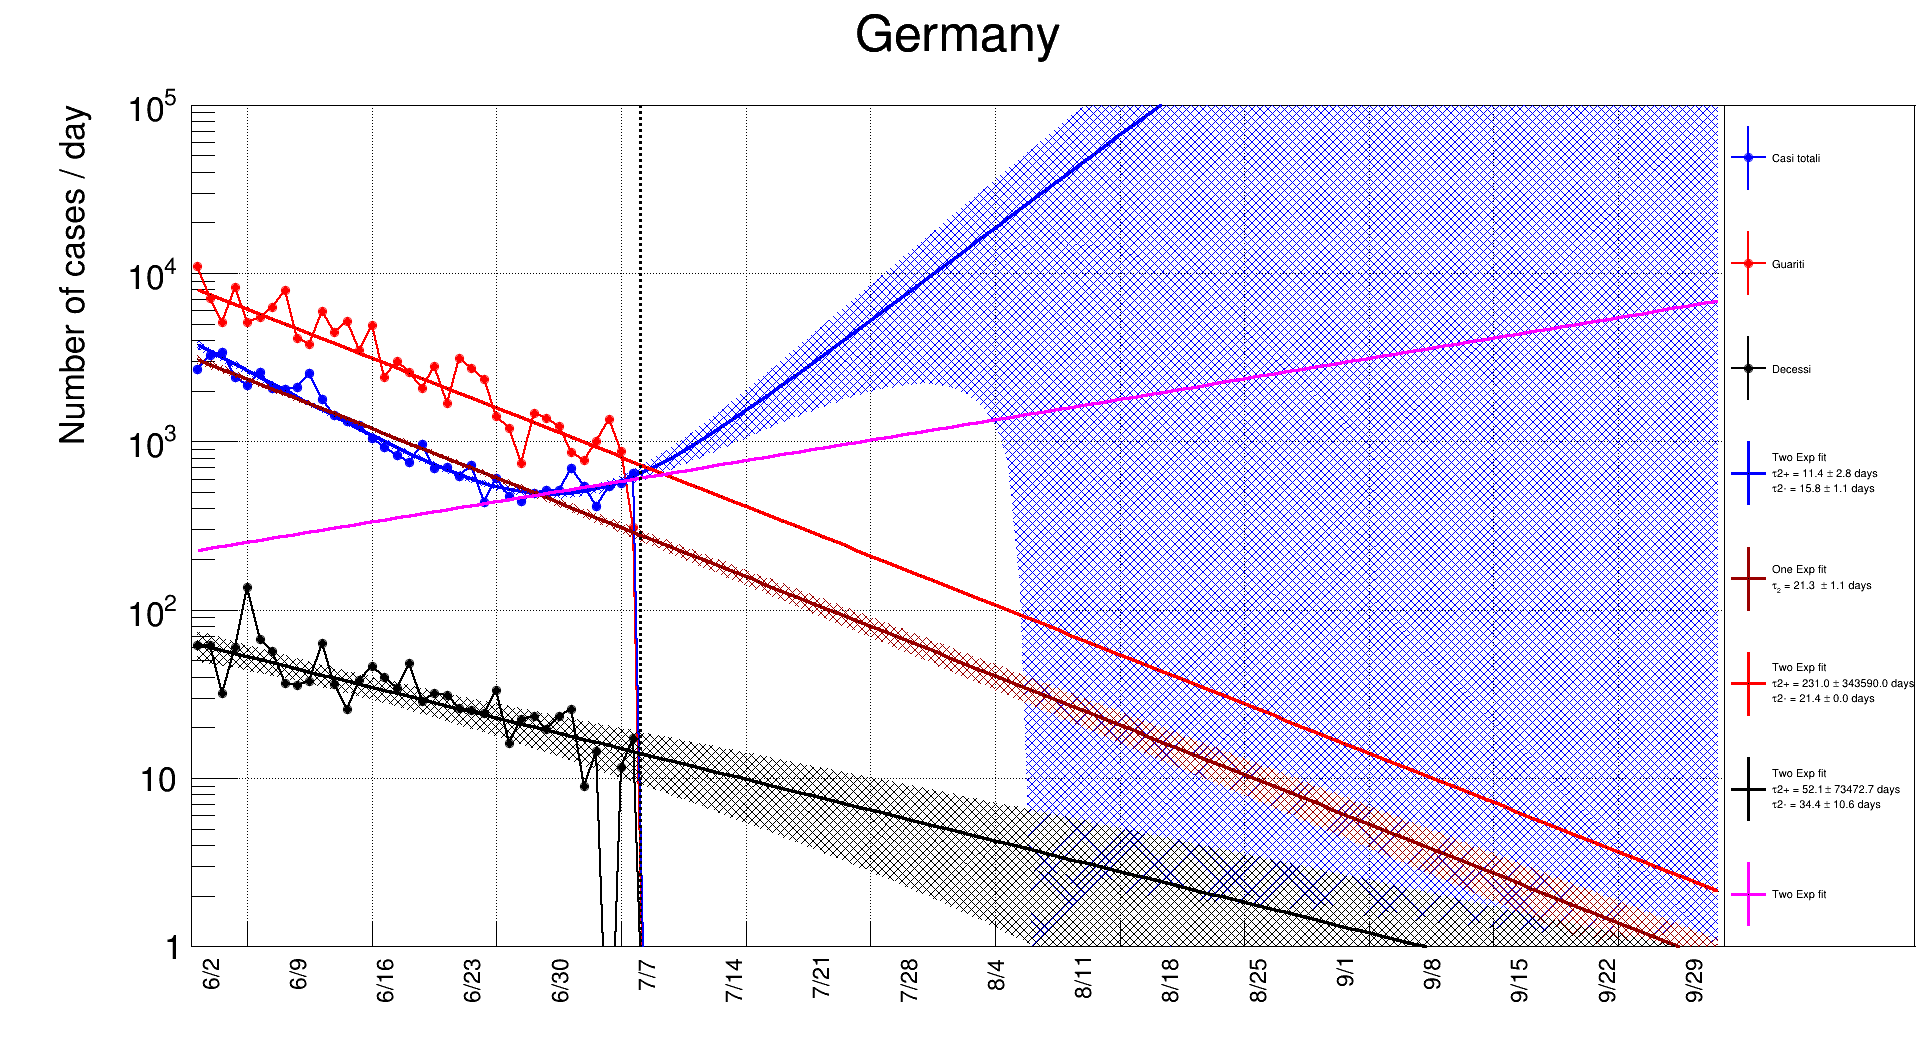 Germany
Number of cases / day
10^5
10^4
10^3
10^2
10
1
6/2
6/9
6/16
6/23
6/30
7/7
7/14
7/21
7/28
8/4
8/11
8/18
8/25
9/1
9/8
9/15
9/22
9/29
Casi totali
Guariti
Decessi
Two Exp fit
τ2+ = 11.4 ± 2.8 days
τ2- = 15.8 ± 1.1 days
One Exp fit
τ₂ = 21.3 ± 1.1 days
Two Exp fit
τ2+ = 231.0 ± 343590.0 days
τ2- = 21.4 ± 0.0 days
Two Exp fit
τ2+ = 52.1 ± 73472.7 days
τ2- = 34.4 ± 10.6 days
Two Exp fit